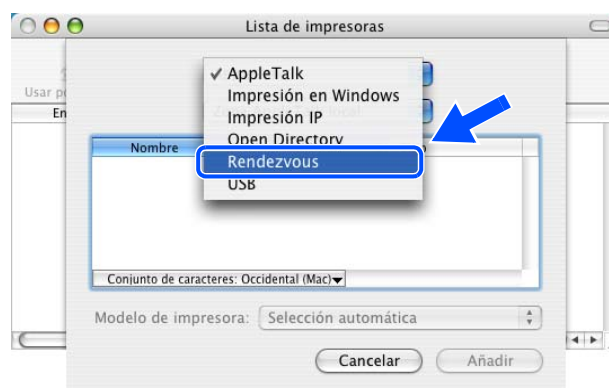 Lista de impresoras
Usar po
En
✓ AppleTalk
Impresión en Windows
Impresión IP
Open Directory
Rendezvous
USB
Nombre
Conjunto de caracteres: Occidental (Mac)
Modelo de impresora: Selección automática
Cancelar Añadir